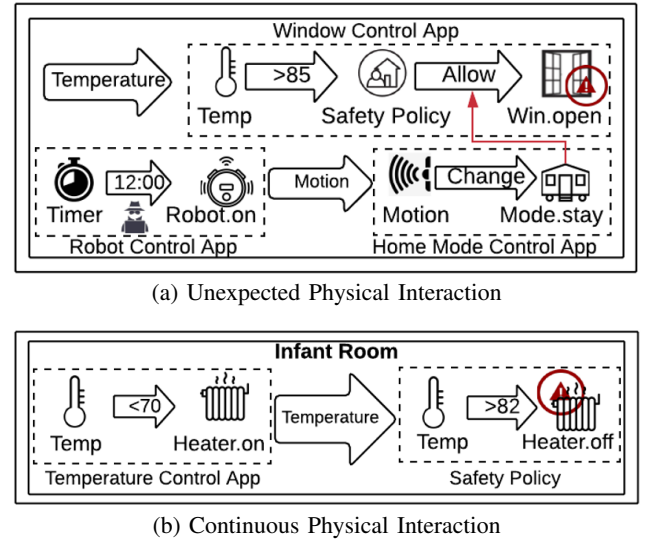 Window Control App
Temperature
>85
Allow
Temp
Safety Policy
Win.open
12:00
Motion
Change
Timer
Robot.on
Motion
Mode.stay
Robot Control App
Home Mode Control App
(a) Unexpected Physical Interaction
Infant Room
<70
Temperature
>82
Temp
Heater.on
Temp
Heater.off
Temperature Control App
Safety Policy
(b) Continuous Physical Interaction